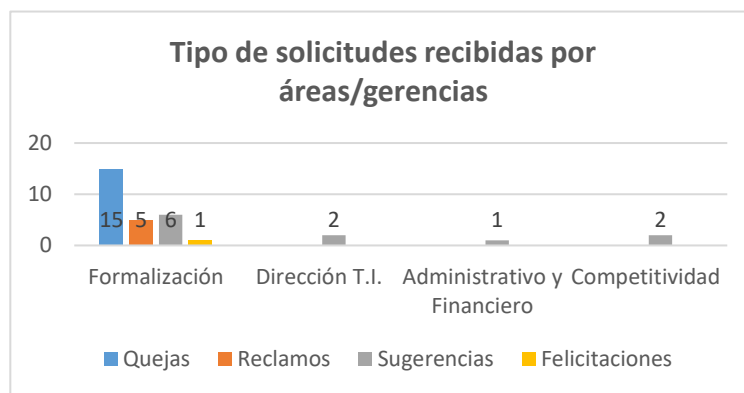 Tipo de solicitudes recibidas por
áreas/gerencias
20
10
0
15 5 6 1 2 1 2
Formalización Dirección T.I. Administrativo y Financiero Competitividad
Quejas Reclamos Sugerencias Felicitaciones